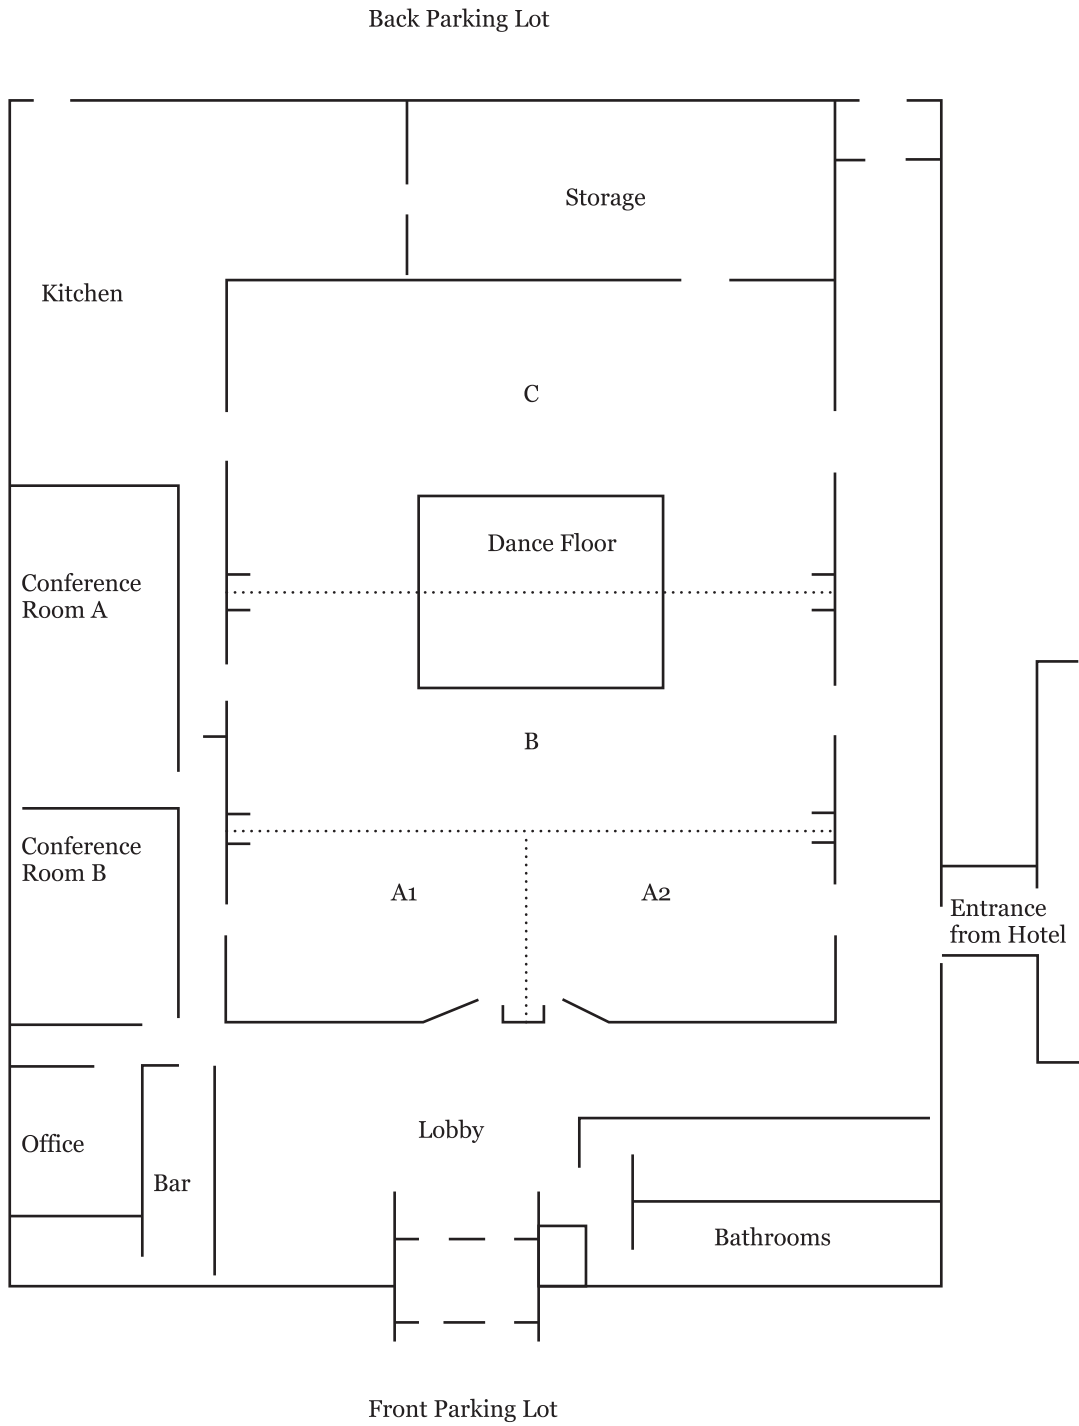 Back Parking Lot
Storage
Kitchen
C
Dance Floor
Conference
Room A
B
Conference
Room B
A1
A2
Entrance
from Hotel
Lobby
Office
Bar
Bathrooms
Front Parking Lot